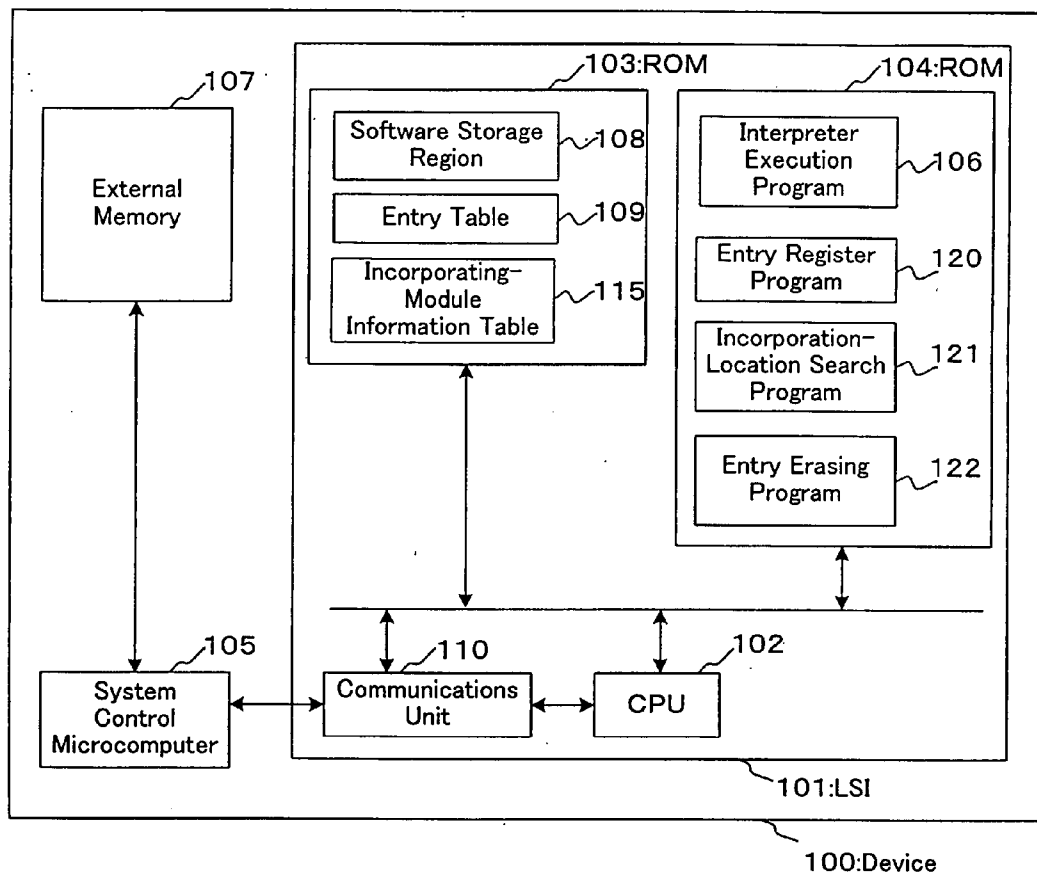 107
External
Memory
103:ROM
Software Storage
Region
108
Entry Table
109
Incorporating-
Module
Information Table
115
104:ROM
Interpreter
Execution
Program
106
Entry Register
Program
120
Incorporation-
Location Search
Program
121
Entry Erasing
Program
122
105
System
Control
Microcomputer
110
Communications
Unit
102
CPU
101:LSI
100:Device